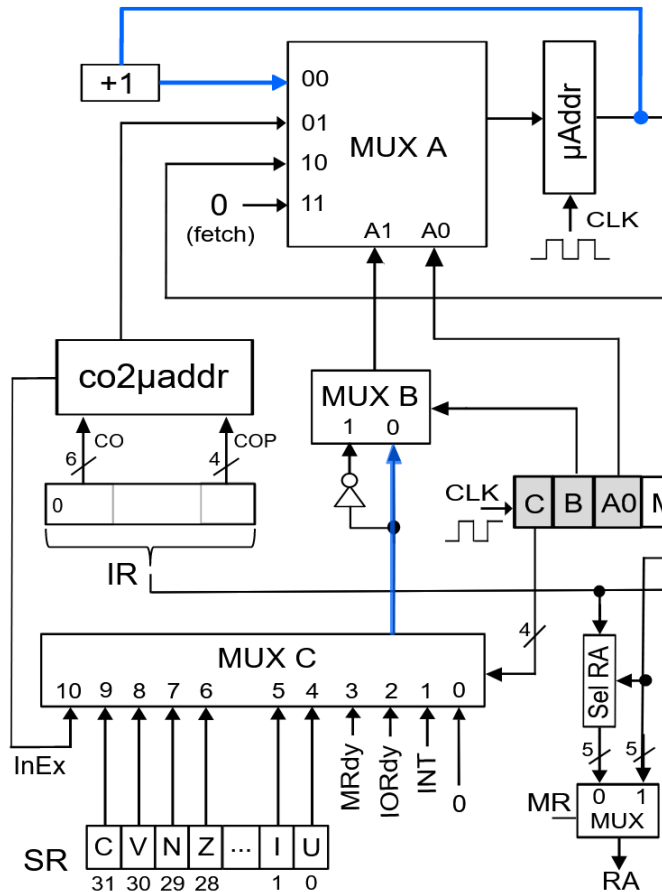 +1
00
01
10
11
MUX A
A1 A0
0
(fetch)
µAddr
CLK
co2µaddr
6 CO
4 COP
0
IR
MUX B
1 0
CLK
C B A0 M
4
MUX C
10 9 8 7 6 5 4 3 2 1 0
InEx
MRdy
IORdy
INT
0
Sel RA
5 5
MR
0 1
MUX
RA
SR
C V N Z ... I U
31 30 29 28 1 0